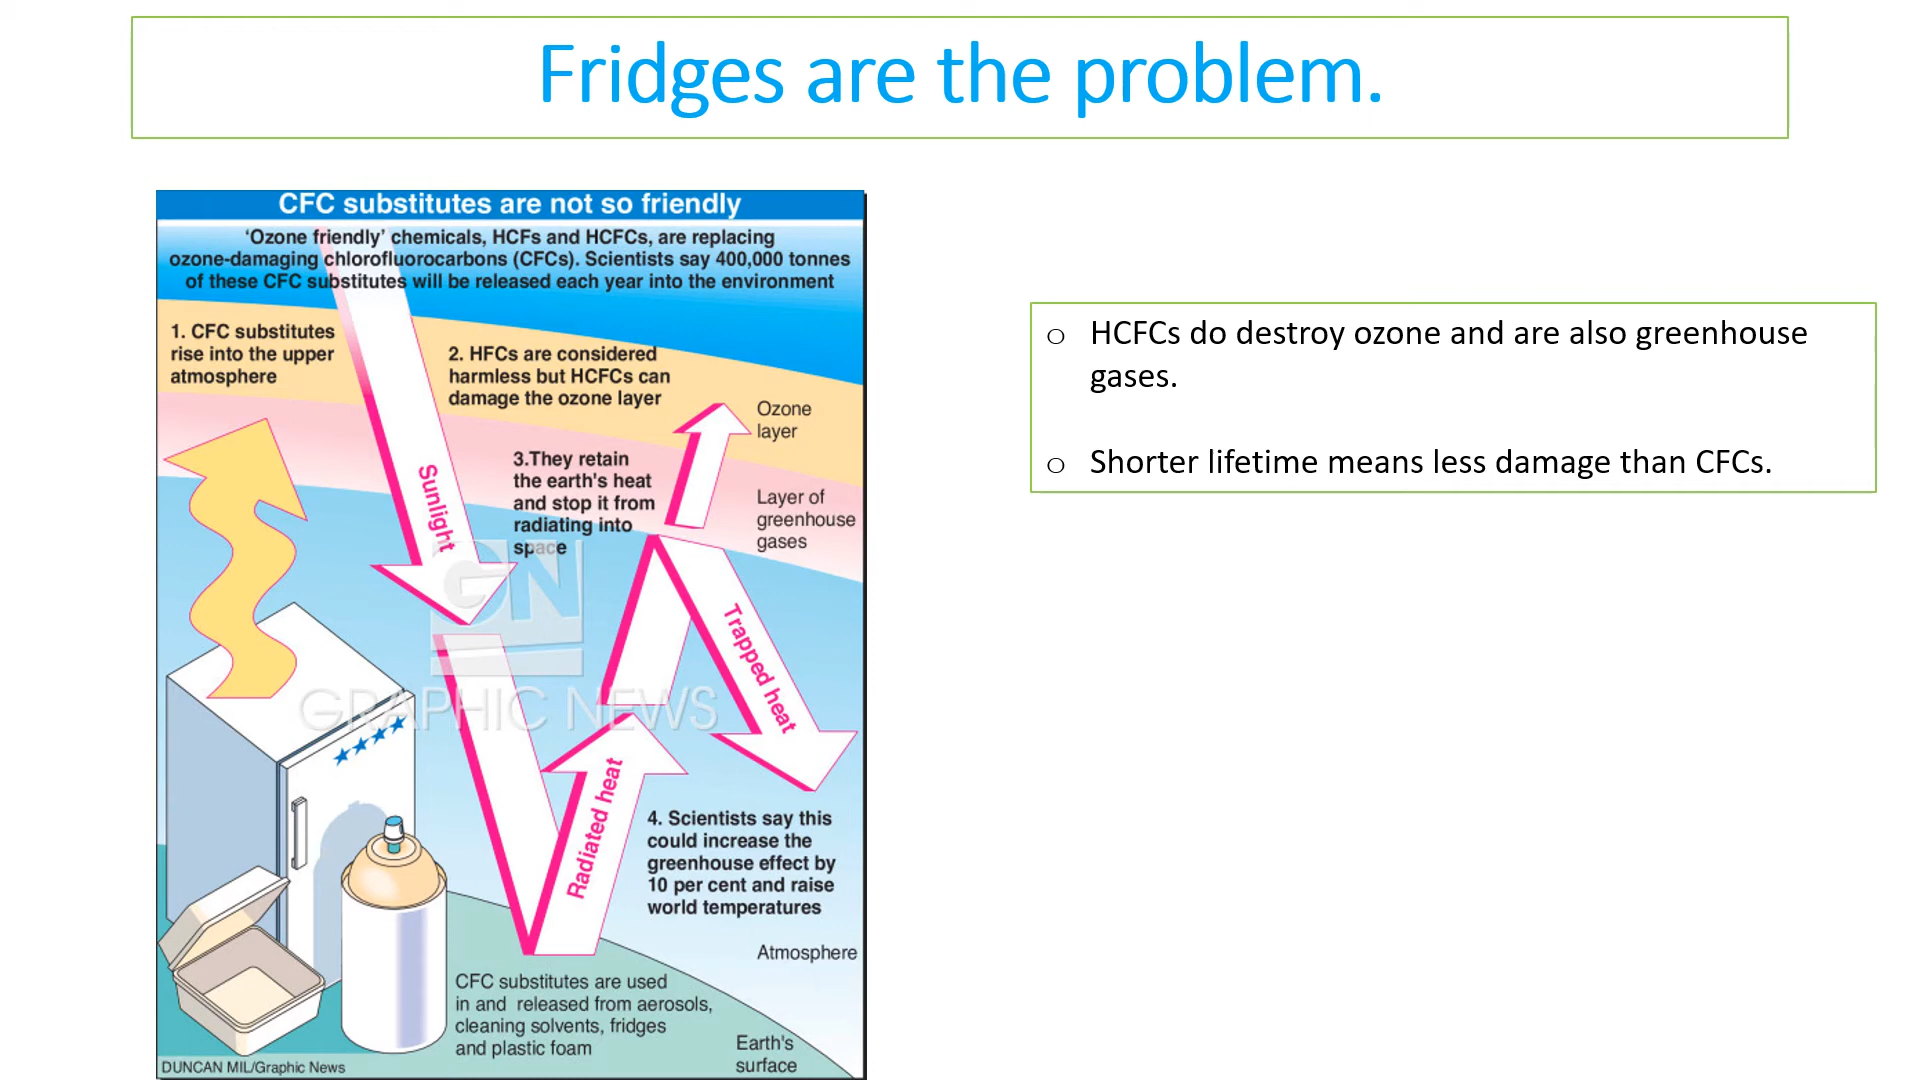 Fridges are the problem.
CFC substitutes are not so friendly
‘Ozone friendly’ chemicals, HCFs and HCFCs, are replacing
ozone-damaging chlorofluorocarbons (CFCs). Scientists say 400,000 tonnes
of these CFC substitutes will be released each year into the environment
1. CFC substitutes
rise into the upper
atmosphere
2. HFCs are considered
harmless but HCFCs can
damage the ozone layer
Ozone
layer
3.They retain
the earth's heat
and stop it from
radiating into
space
Layer of
greenhouse
gases
Sunlight
Trapped heat
Radiated heat
GN
GRAPHIC NEWS
4. Scientists say this
could increase the
greenhouse effect by
10 per cent and raise
world temperatures
Atmosphere
CFC substitutes are used
in and released from aerosols,
cleaning solvents, fridges
and plastic foam
Earth's
surface
DUNCAN MIL/Graphic News
o HCFCs do destroy ozone and are also greenhouse
gases.
o Shorter lifetime means less damage than CFCs.